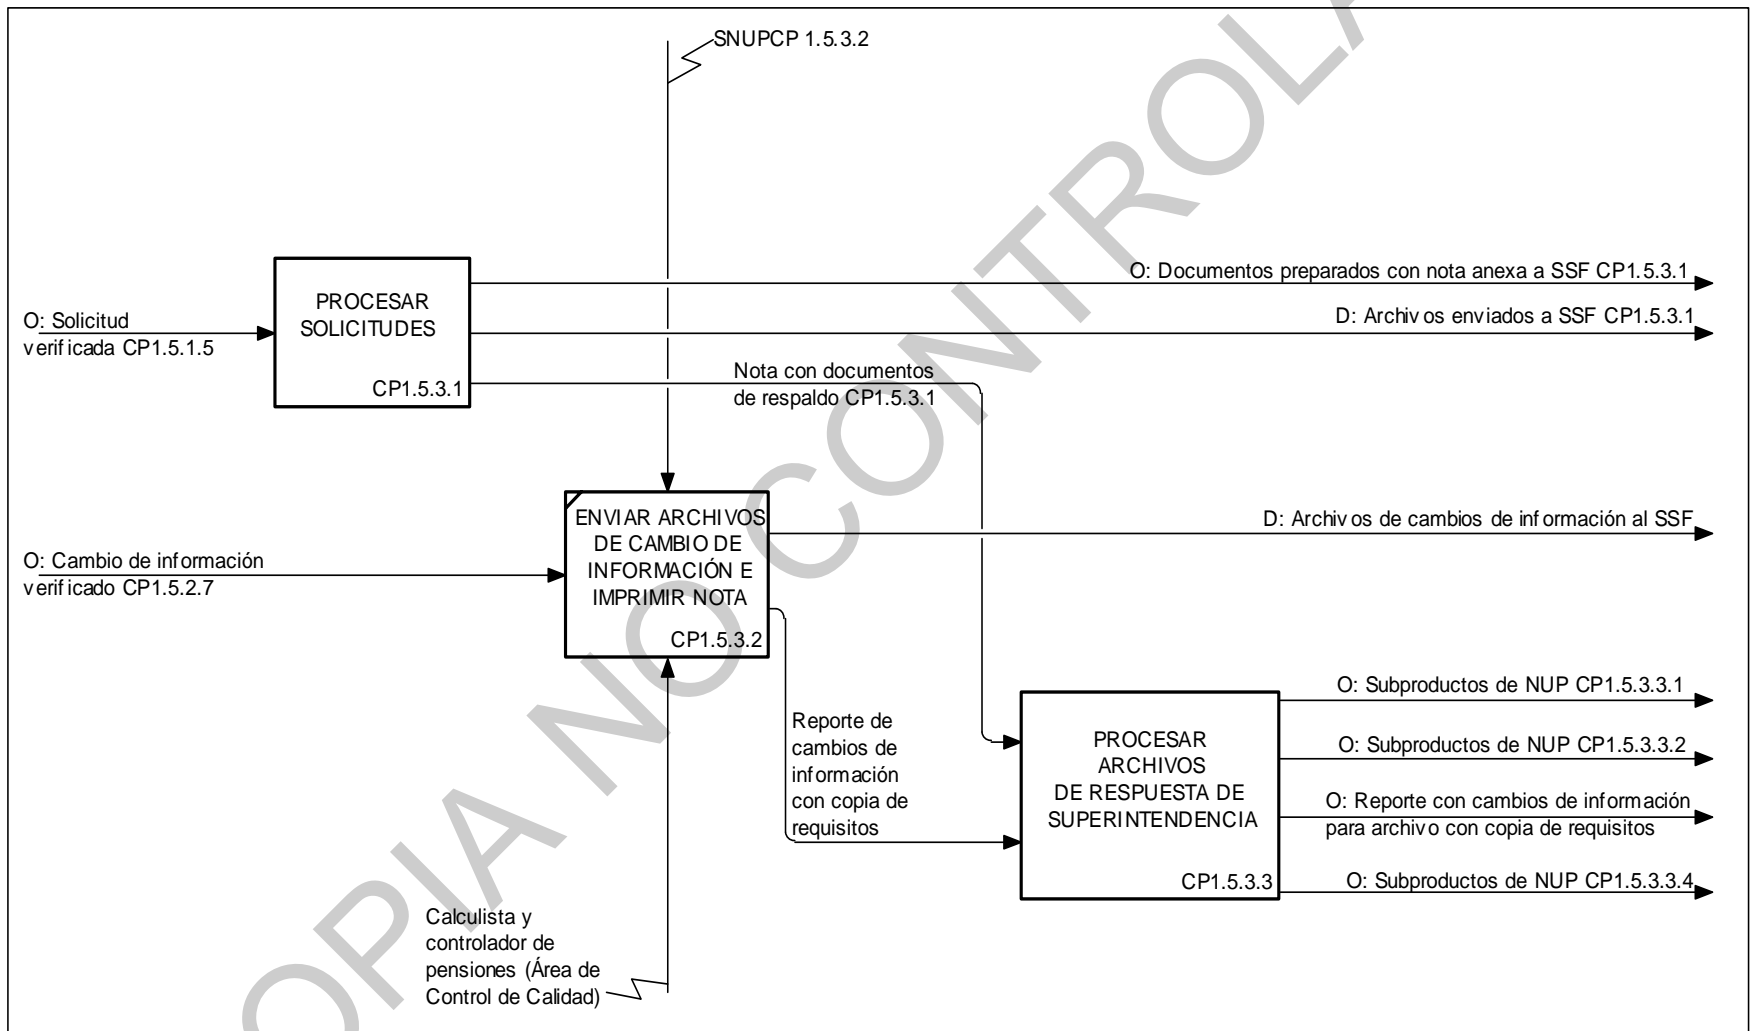 SNUPCP 1.5.3.2
O: Solicitud
verificada CP1.5.1.5
PROCESAR
SOLICITUDES
CP1.5.3.1
O: Documentos preparados con nota anexa a SSF CP1.5.3.1
D: Archivos enviados a SSF CP1.5.3.1
Nota con documentos
de respaldo CP1.5.3.1
O: Cambio de información
verificado CP1.5.2.7
ENVIAR ARCHIVOS
DE CAMBIO DE
INFORMACIÓN E
IMPRIMIR NOTA
CP1.5.3.2
D: Archivos de cambios de información al SSF
Reporte de
cambios de
información
con copia de
requisitos
PROCESAR
ARCHIVOS
DE RESPUESTA DE
SUPERINTENDENCIA
CP1.5.3.3
O: Subproductos de NUP CP1.5.3.3.1
O: Subproductos de NUP CP1.5.3.3.2
O: Reporte con cambios de información
para archivo con copia de requisitos
O: Subproductos de NUP CP1.5.3.3.4
Calculista y
controlador de
pensiones (Área de
Control de Calidad)
OPIA NO CONTROLA